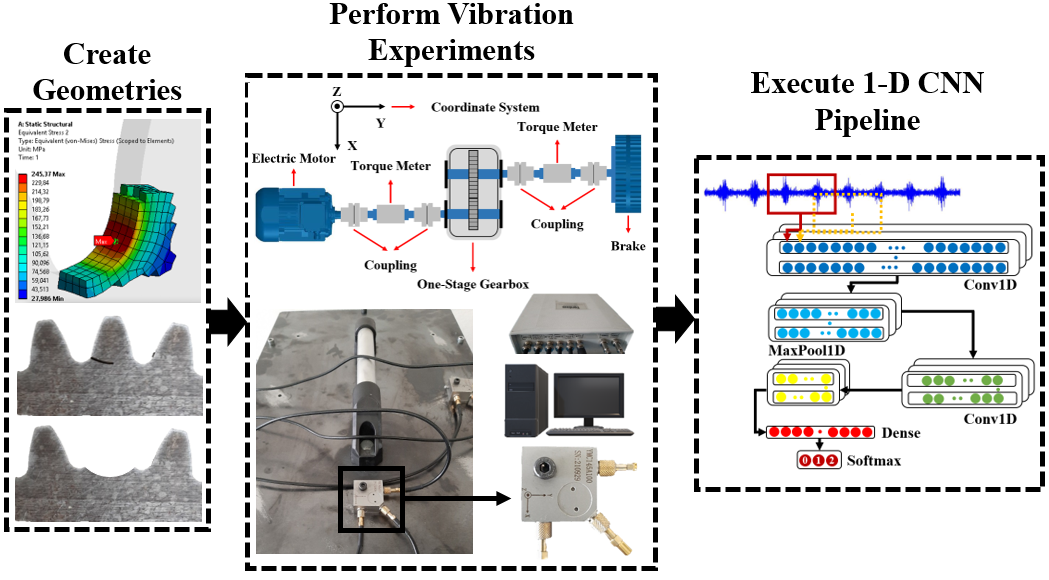 Create
Geometries
A: Static Structural
Equivalent Stress 2
Type: Equivalent (von-Mises) Stress (Scoped to Elements)
Unit: MPa
Time: 1
245,37 Max
229,84
214,32
198,79
183,26
167,73
152,21
136,68
121,15
105,62
90,096
74,568
59,041
43,513
27,986 Min
Max
Perform Vibration
Experiments
Z
Y
X
Coordinate System
Electric Motor
Torque Meter
Torque Meter
Coupling
Coupling
Brake
One-Stage Gearbox
YMC145A100
SN:210929
Execute 1-D CNN
Pipeline
Conv1D
MaxPool1D
Conv1D
Dense
0 1 2
Softmax